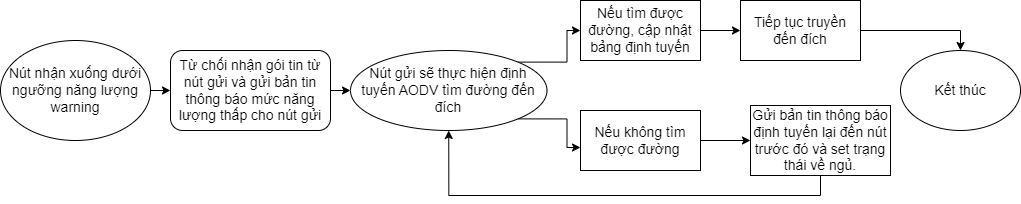 Nút nhận xuống dưới
ngưỡng năng lượng
warning
Từ chối nhận gói tin từ
nút gửi và gửi bản tin
thông báo mức năng
lượng thấp cho nút gửi
Nút gửi sẽ thực hiện định
tuyến AODV tìm đường đến
đích
Nếu tìm được
đường, cập nhật
bảng định tuyến
Tiếp tục truyền
đến đích
Kết thúc
Nếu không tìm
được đường
Gửi bản tin thông báo
định tuyến lại đến nút
trước đó và set trạng
thái về ngủ.